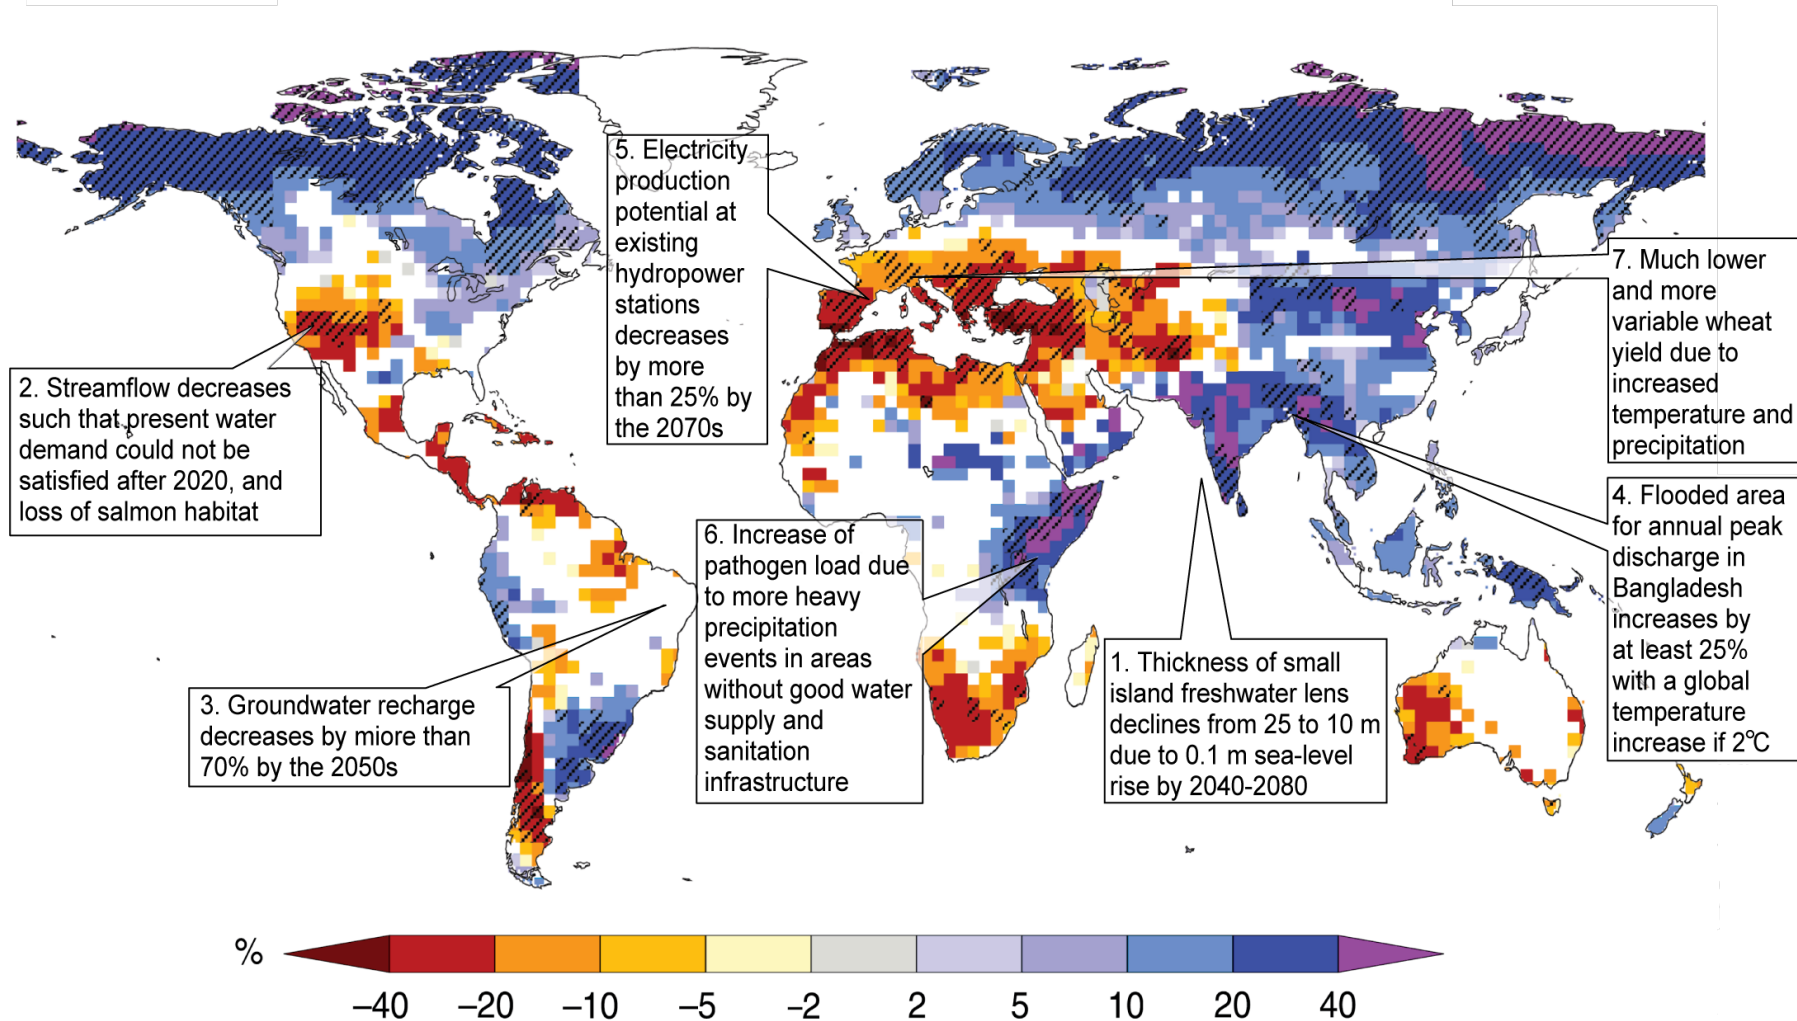 5. Electricity
production
potential at
existing
hydropower
stations
decreases
by more
than 25% by
the 2070s
7. Much lower
and more
variable wheat
yield due to
increased
temperature and
precipitation
2. Streamflow decreases
such that present water
demand could not be
satisfied after 2020, and
loss of salmon habitat
4. Flooded area
for annual peak
discharge in
Bangladesh
increases by
at least 25%
with a global
temperature
increase if 2°C
6. Increase of
pathogen load due
to more heavy
precipitation
events in areas
without good water
supply and
sanitation
infrastructure
1. Thickness of small
island freshwater lens
declines from 25 to 10 m
due to 0.1 m sea-level
rise by 2040-2080
3. Groundwater recharge
decreases by miore than
70% by the 2050s
%
–40 –20 –10 –5 –2 2 5 10 20 40